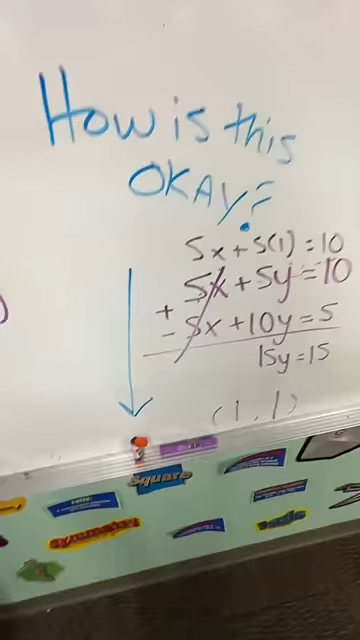 How is this
OKAY?
5x + 5(1) = 10
5x + 5y = 10
+ - 5x + 10y = 5
15y = 15
(1, 1)
Square
symmetry